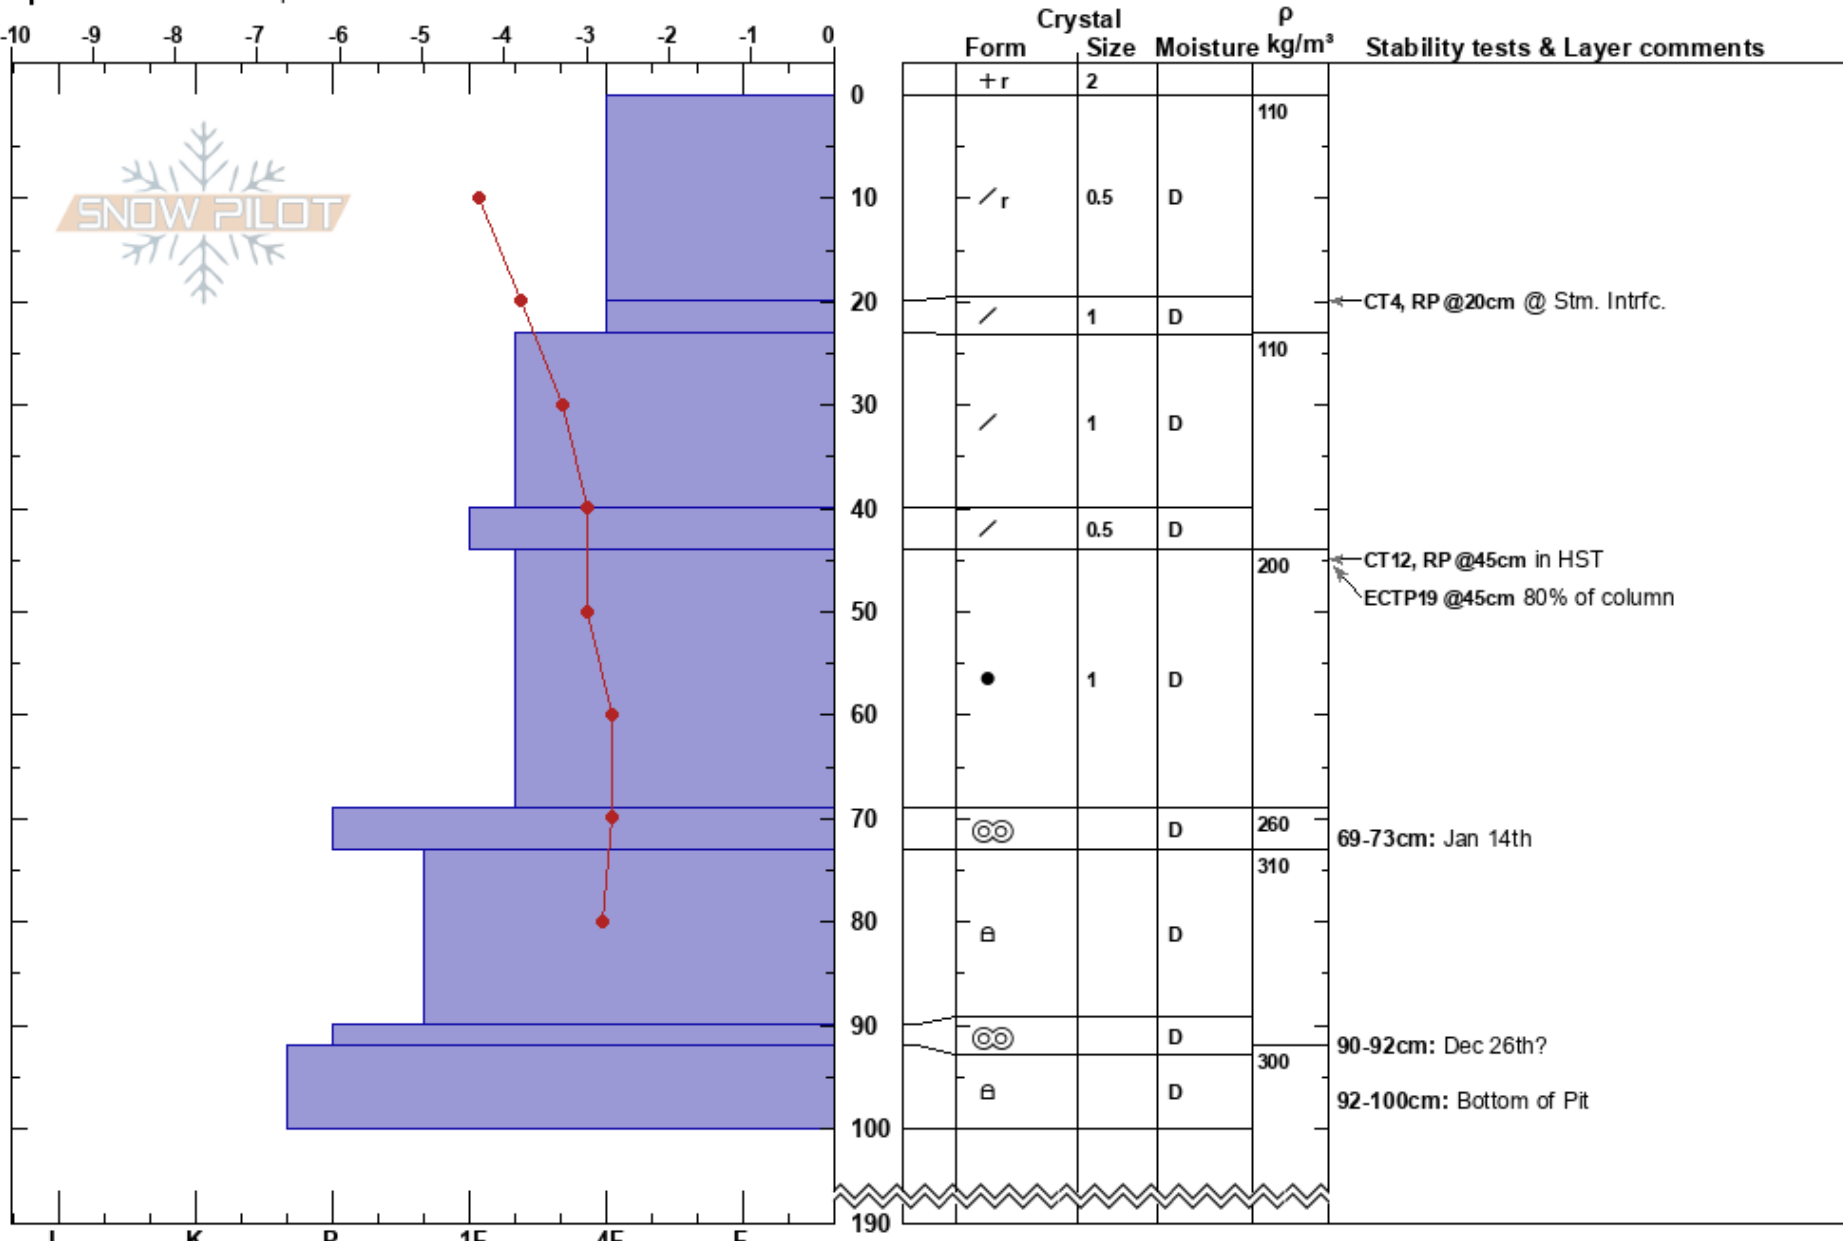 Crystal ρ
-10 -9 -8 -7 -6 -5 -4 -3 -2 -1 0
Form Size Moisture kg/m³ Stability tests & Layer comments
+ r 2
0
110
SNOW PILOT
10 / r 0.5 D
20 CT4, RP @20cm @ Stm. Intrfc.
/ 1 D
110
30
/ 1 D
40
/ 0.5 D
CT12, RP @45cm in HST
200
ECTP19 @45cm 80% of column
50
● 1 D
60
70 D 260
69-73cm: Jan 14th
310
80
D
90
D 90-92cm: Dec 26th?
300
D 92-100cm: Bottom of Pit
100
190